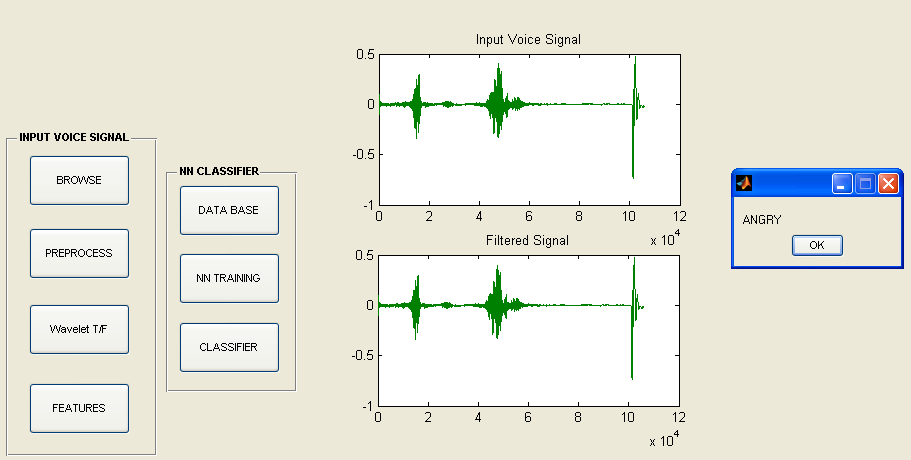 INPUT VOICE SIGNAL
BROWSE
PREPROCESS
Wavelet T/F
FEATURES
NN CLASSIFIER
DATA BASE
NN TRAINING
CLASSIFIER
Input Voice Signal
0.5
0
-0.5
-1
0 2 4 6 8 10 12
x 10^4
Filtered Signal
0.5
0
-0.5
-1
0 2 4 6 8 10 12
x 10^4
ANGRY
OK